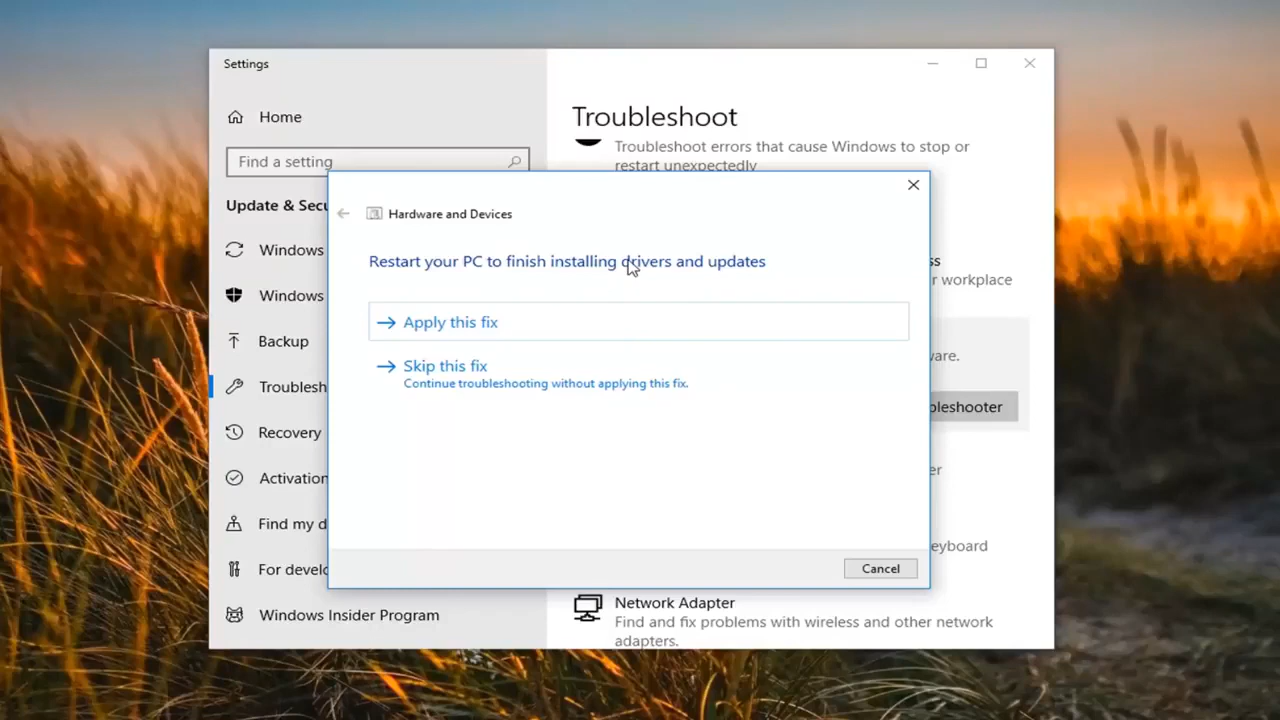 Settings
Home
Find a setting
Update & Secu
Windows
Windows
Backup
Troublesh
Recovery
Activation
Find my d
For develo
Windows Insider Program
Troubleshoot
Troubleshoot errors that cause Windows to stop or
restart unexpectedly
ss
r workplace
ware.
bleshooter
er
eyboard
Network Adapter
Find and fix problems with wireless and other network
adapters.
Hardware and Devices
Restart your PC to finish installing drivers and updates
Apply this fix
Skip this fix
Continue troubleshooting without applying this fix.
Cancel